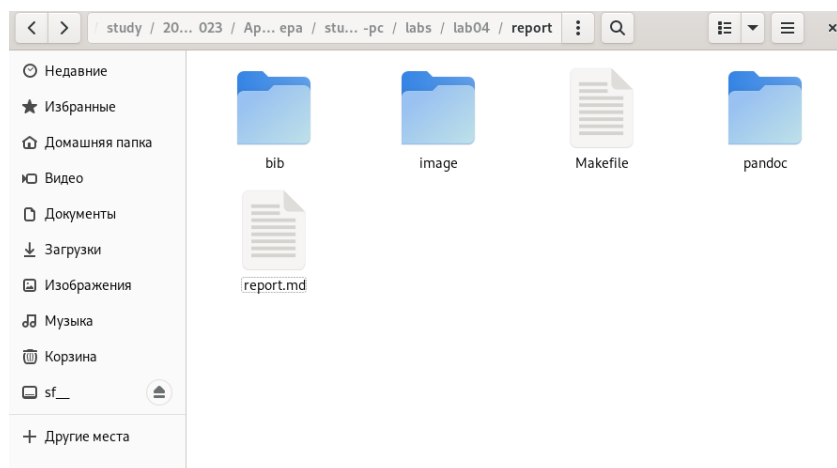 study / 20... 023 / Ap... ера / stu... -pc / labs / lab04 / report
Недавние
Избранные
Домашняя папка
Видео
Документы
Загрузки
Изображения
Музыка
Корзина
sf__
Другие места
bib
image
Makefile
pandoc
report.md